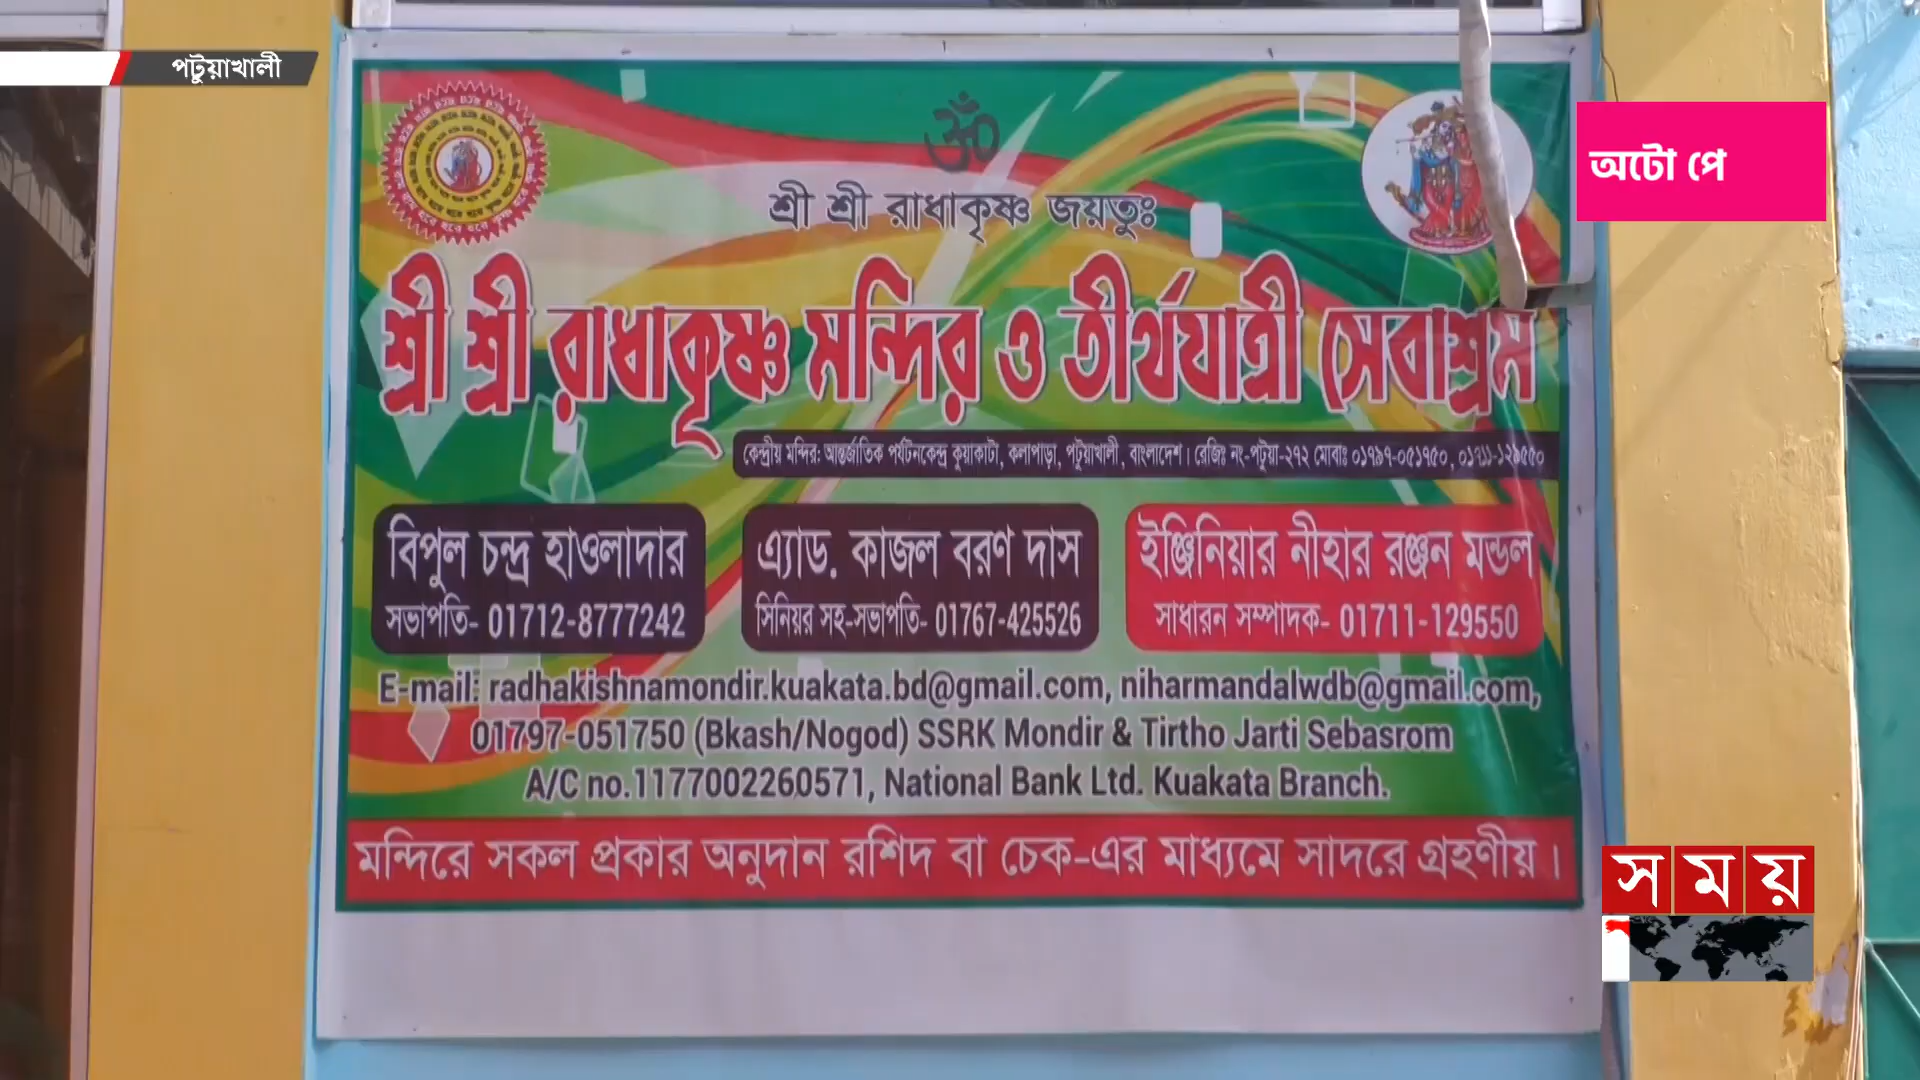 পটুয়াখালী
অটো পে
ॐ
শ্রী শ্রী রাধাকৃষ্ণ জয়তুঃ
শ্রী শ্রী রাধাকৃষ্ণ মন্দির ও তীর্থযাত্রী সেবাশ্রম
কেন্দ্রীয় মন্দির: আন্তর্জাতিক পর্যটনকেন্দ্র কুয়াকাটা, কলাপাড়া, পটুয়াখালী, বাংলাদেশ। রেজিঃ নং-পটুয়া-২৭২ মোবাঃ ০১৭৯৭-০৫১৭৫০, ০১৭১১-১২৯৫৫০
বিপুল চন্দ্র হাওলাদার
সভাপতি- 01712-8777242
এ্যাড. কাজল বরণ দাস
সিনিয়র সহ-সভাপতি- 01767-425526
ইঞ্জিনিয়ার নীহার রঞ্জন মন্ডল
সাধারন সম্পাদক- 01711-129550
E-mail: radhakishnamondir.kuakata.bd@gmail.com, niharmandalwdb@gmail.com,
01797-051750 (Bkash/Nogod) SSRK Mondir & Tirtho Jarti Sebasrom
A/C no.1177002260571, National Bank Ltd. Kuakata Branch.
মন্দিরে সকল প্রকার অনুদান রশিদ বা চেক-এর মাধ্যমে সাদরে গ্রহণীয়।
সময়